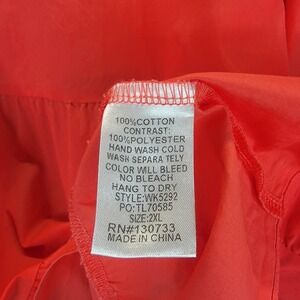 100%COTTON
CONTRAST:
100%POLYESTER
HAND WASH COLD
WASH SEPARA TELY
COLOR WILL BLEED
NO BLEACH
HANG TO DRY
STYLE:WK5292
PO:TL70585
SIZE:2XL
RN#130733
MADE IN CHINA